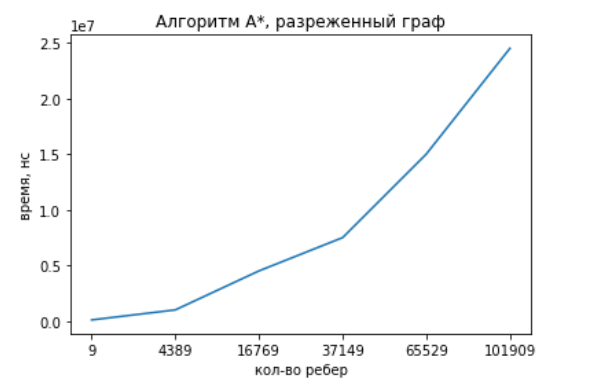 Алгоритм A*, разреженный граф
1e7
2.5
2.0
1.5
1.0
0.5
0.0
время, нс
9 4389 16769 37149 65529 101909
кол-во ребер